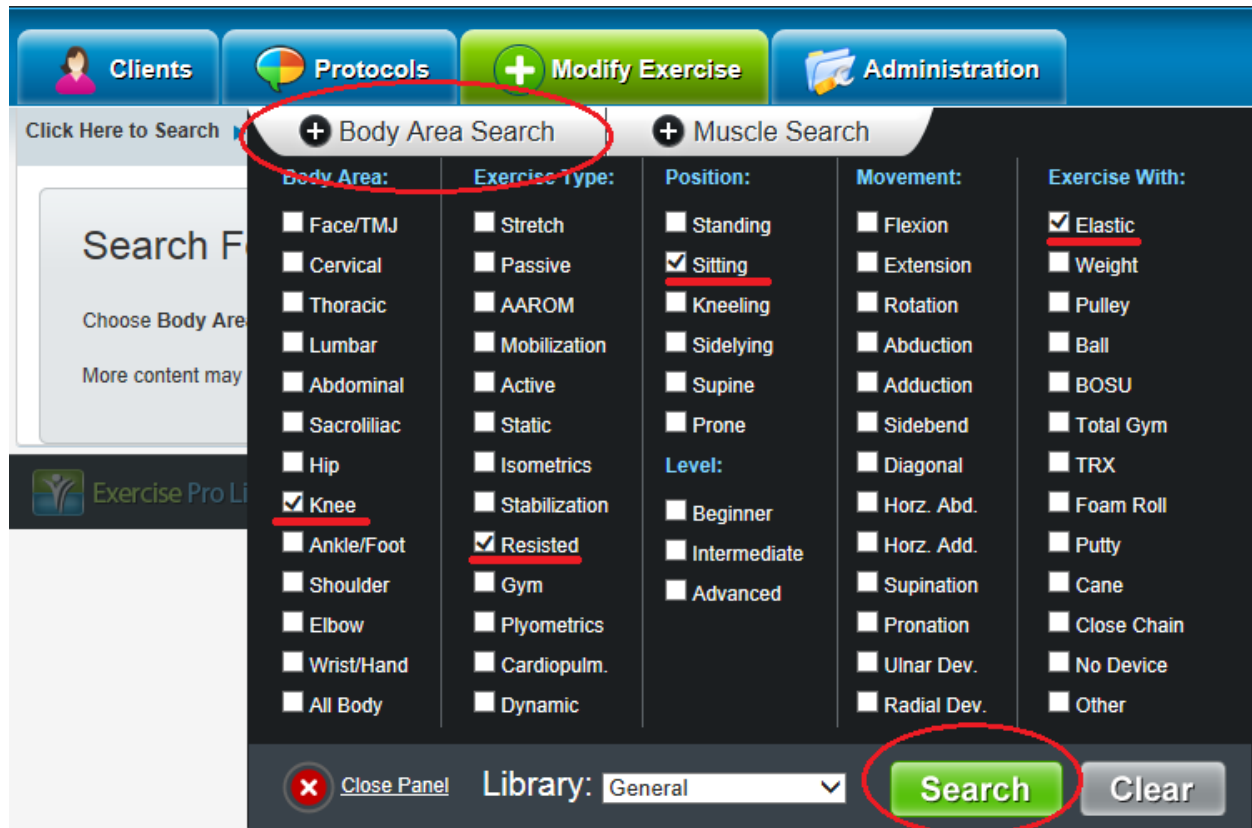 Clients
Protocols
Modify Exercise
Administration
Click Here to Search
Body Area Search
Muscle Search
Search F
Choose Body Are
More content may
Exercise Pro Li
Body Area:
Face/TMJ
Cervical
Thoracic
Lumbar
Abdominal
Sacroliliac
Hip
Knee
Ankle/Foot
Shoulder
Elbow
Wrist/Hand
All Body
Exercise Type:
Stretch
Passive
AAROM
Mobilization
Active
Static
Isometrics
Stabilization
Resisted
Gym
Plyometrics
Cardiopulm.
Dynamic
Position:
Standing
Sitting
Kneeling
Sidelying
Supine
Prone
Level:
Beginner
Intermediate
Advanced
Movement:
Flexion
Extension
Rotation
Abduction
Adduction
Sidebend
Diagonal
Horz. Abd.
Horz. Add.
Supination
Pronation
Ulnar Dev.
Radial Dev.
Exercise With:
Elastic
Weight
Pulley
Ball
BOSU
Total Gym
TRX
Foam Roll
Putty
Cane
Close Chain
No Device
Other
Close Panel
Library: General
Search
Clear